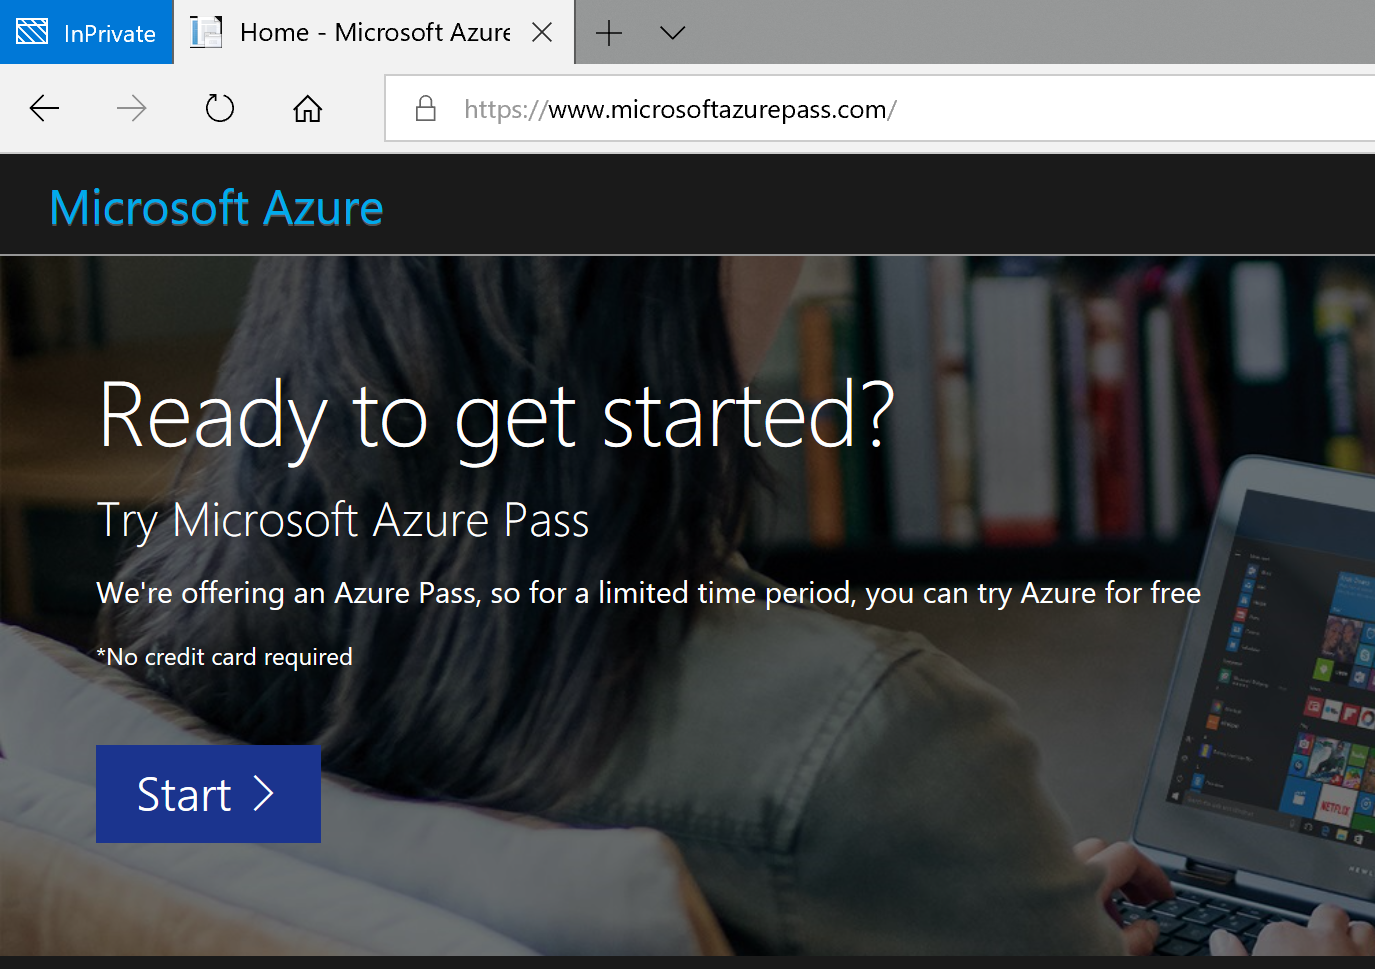 InPrivate
Home - Microsoft Azure
https://www.microsoftazurepass.com/
Microsoft Azure
Ready to get started?
Try Microsoft Azure Pass
We're offering an Azure Pass, so for a limited time period, you can try Azure for free
*No credit card required
Start
NETFLIX